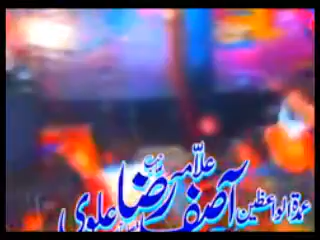 عمدۃ الواعظین
علامہ
آصف رضا علوی